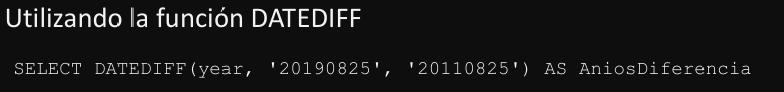 Utilizando la función DATEDIFF
SELECT DATEDIFF(year, '20190825', '20110825') AS AniosDiferencia